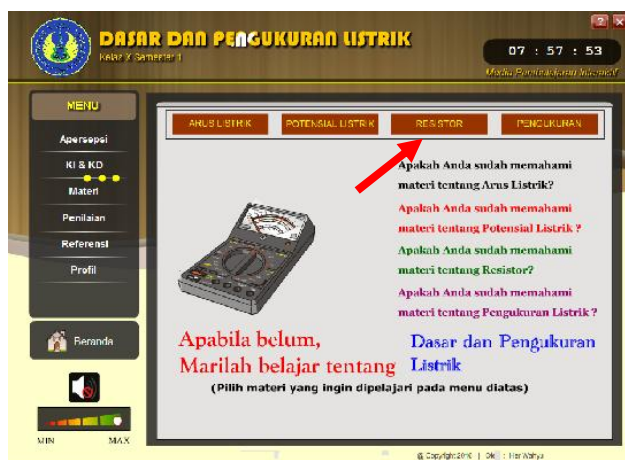 DASAR DAN PENGUKURAN LISTRIK
Kelas X Semester 1
07 : 57 : 53
Media Pembelajaran Interaktif
MENU
Apersepsi
KI & KD
Materi
Penilaian
Referensi
Profil
Beranda
MIN MAX
ARUS LISTRIK POTENSIAL LISTRIK RESISTOR PENGUKURAN
Apakah Anda sudah memahami
materi tentang Arus Listrik?
Apakah Anda sudah memahami
materi tentang Potensial Listrik ?
Apakah Anda sudah memahami
materi tentang Resistor?
Apakah Anda sudah memahami
materi tentang Pengukuran Listrik ?
Apabila belum,
Marilah belajar tentang
Dasar dan Pengukuran
Listrik
(Pilih materi yang ingin dipelajari pada menu diatas)
@ Copyright 2016 | : Her Wahyu